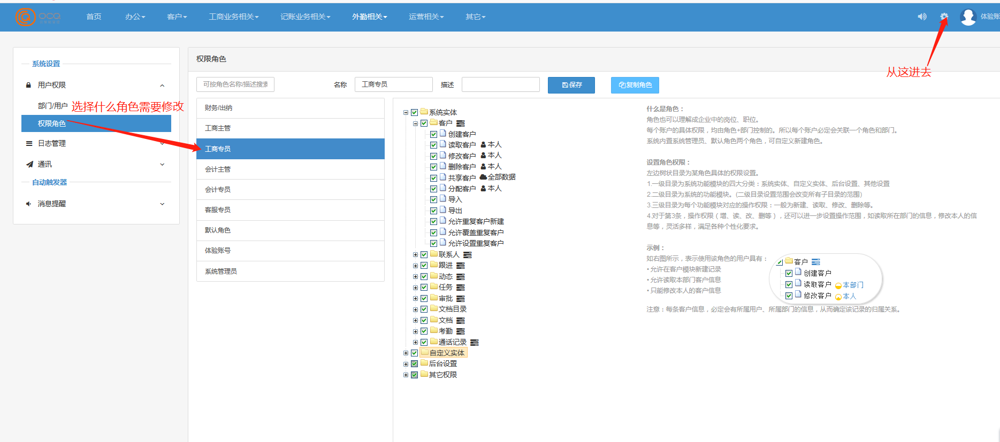 OCQ
首页
办公
客户
工商业务相关
记账业务相关
外勤相关
运营相关
其它
体验账
从这进去
系统设置
用户权限
部门/用户
选择什么角色需要修改
权限角色
日志管理
通讯
自动触发器
消息提醒
权限角色
可按角色名称/描述搜索
名称
工商专员
描述
保存
复制角色
财务/出纳
工商主管
工商专员
会计主管
会计专员
客服专员
默认角色
体验账号
系统管理员
系统实体
客户
创建客户
读取客户 本人
修改客户 本人
删除客户 本人
共享客户 全部数据
分配客户 本人
导入
导出
允许重复客户新建
允许覆盖重复客户
允许设置重复客户
联系人
跟进
动态
任务
审批
文档目录
文档
考勤
通话记录
自定义实体
后台设置
其它权限
什么是角色：
角色也可以理解成企业中的岗位、职位。
每个账户的具体权限，均由角色+部门控制的。所以每个账户必定会关联一个角色和部门。
系统内置系统管理员、默认角色两个角色，可自定义新建角色。
设置角色权限：
左边树状目录为某角色具体的权限设置。
1.一级目录为系统功能模块的四大分类：系统实体、自定义实体、后台设置、其他设置
2.二级目录为系统的功能模块。(二级目录设置范围会改变所有子目录的范围)
3.三级目录为每个功能模块对应的操作权限：一般为新建、读取、修改、删除等。
4.对于第3条，操作权限（增、读、改、删等），还可以进一步设置操作范围，如读取所在部门的信息，修改本人的信
息等，灵活多样，满足各种个性化要求。
示例：
如右图所示，表示使用该角色的用户具有：
• 允许在客户模块新建记录
• 允许读取本部门客户信息
• 只能修改本人的客户信息
客户
创建客户
读取客户 本部门
修改客户 本人
注意：每条客户信息，必定会有所属用户、所属部门的信息，从而确定该记录的归属关系。